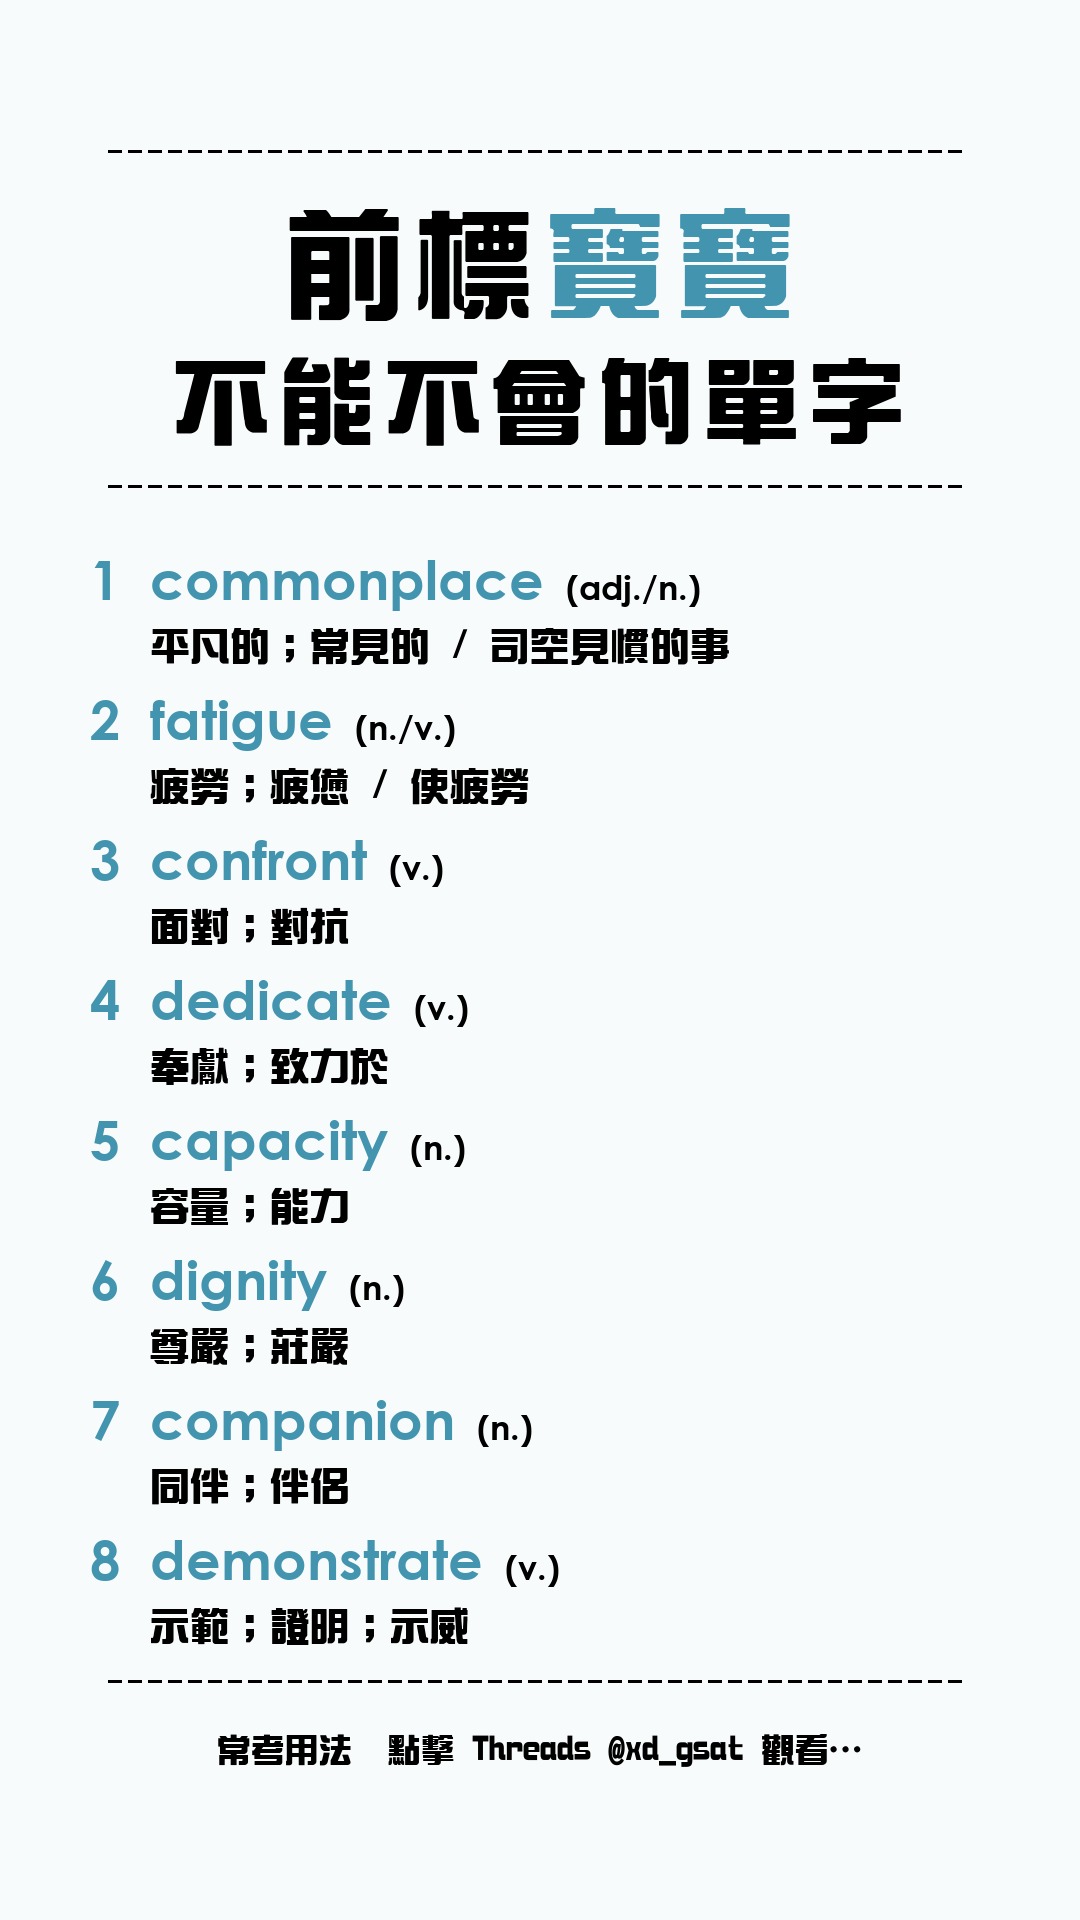 前標寶寶
不能不會的單字
1 commonplace (adj./n.)
平凡的；常見的 / 司空見慣的事
2 fatigue (n./v.)
疲勞；疲憊 / 使疲勞
3 confront (v.)
面對；對抗
4 dedicate (v.)
奉獻；致力於
5 capacity (n.)
容量；能力
6 dignity (n.)
尊嚴；莊嚴
7 companion (n.)
同伴；伴侶
8 demonstrate (v.)
示範；證明；示威
常考用法　點擊 Threads @xd_gsat 觀看…